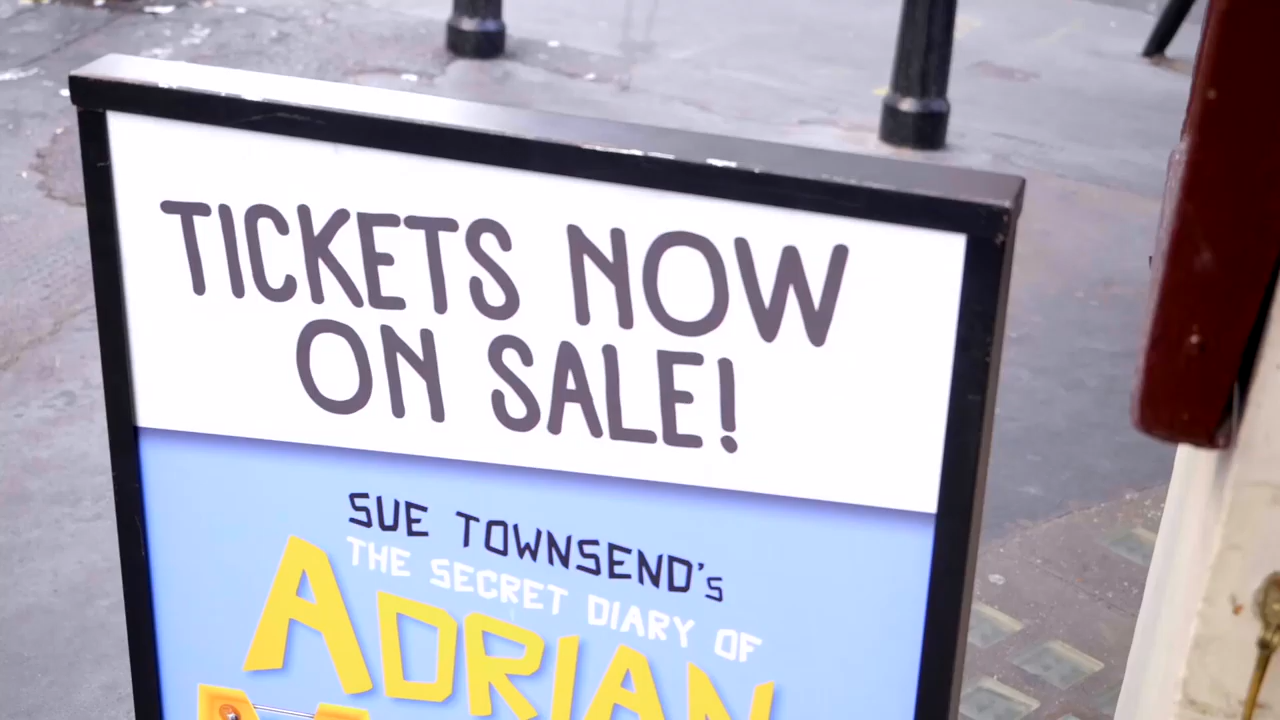 TICKETS NOW
ON SALE!
SUE TOWNSEND's
THE SECRET DIARY OF
ADRIAN